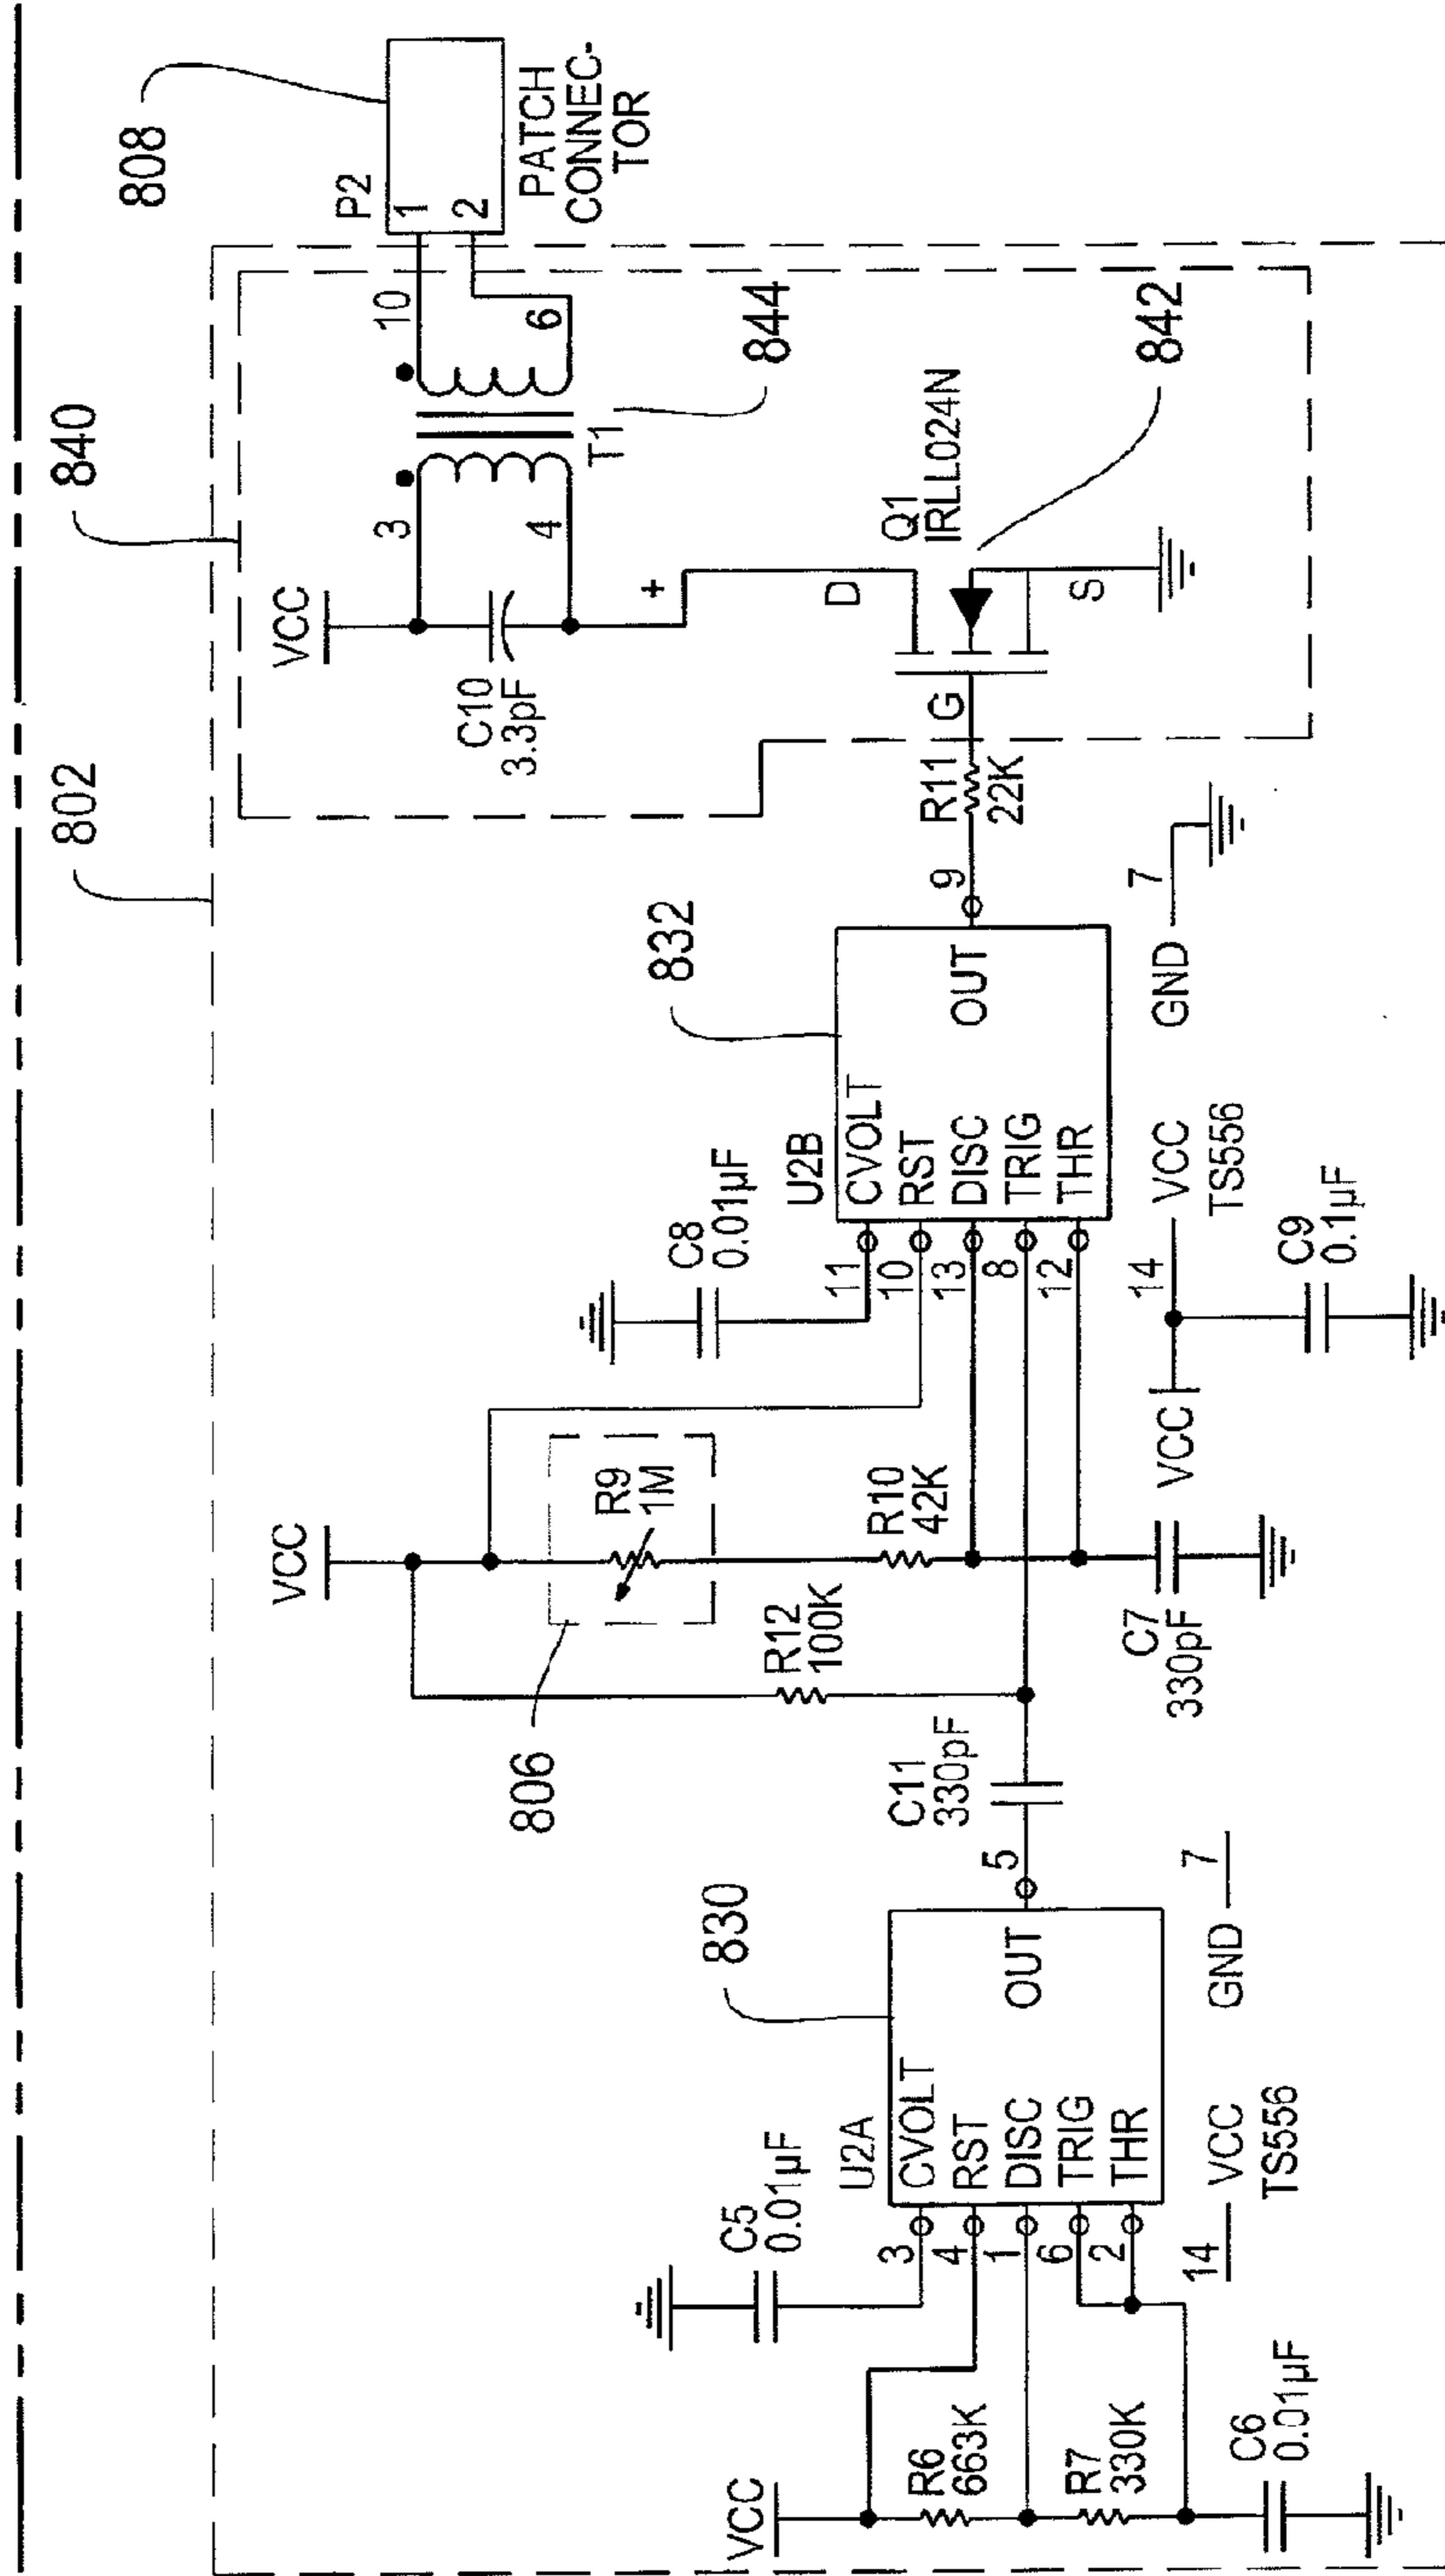 802
840
808
VCC
C10
3.3pF
3
4
10
6
T1
844
P2
1
2
PATCH
CONNEC-
TOR
+
D
G
S
Q1
IRLL024N
842
R11
22K
VCC
806
R9
1M
R12
100K
R10
42K
C7
330pF
C11
330pF
C8
0.01µF
U2B
832
11
10
13
8
12
CVOLT
RST
DISC
TRIG
THR
OUT
9
14
VCC
TS556
GND
7
VCC
C9
0.1µF
830
U2A
C5
0.01µF
3
4
1
6
2
CVOLT
RST
DISC
TRIG
THR
OUT
5
14
VCC
TS556
GND
7
VCC
R6
663K
R7
330K
C6
0.01µF